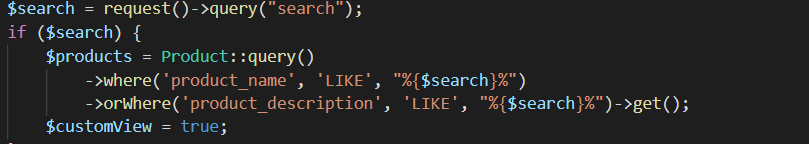 $search = request()->query("search");
if ($search) {
    $products = Product::query()
        ->where('product_name', 'LIKE', "%{$search}%")
        ->orWhere('product_description', 'LIKE', "%{$search}%")->get();
    $customView = true;